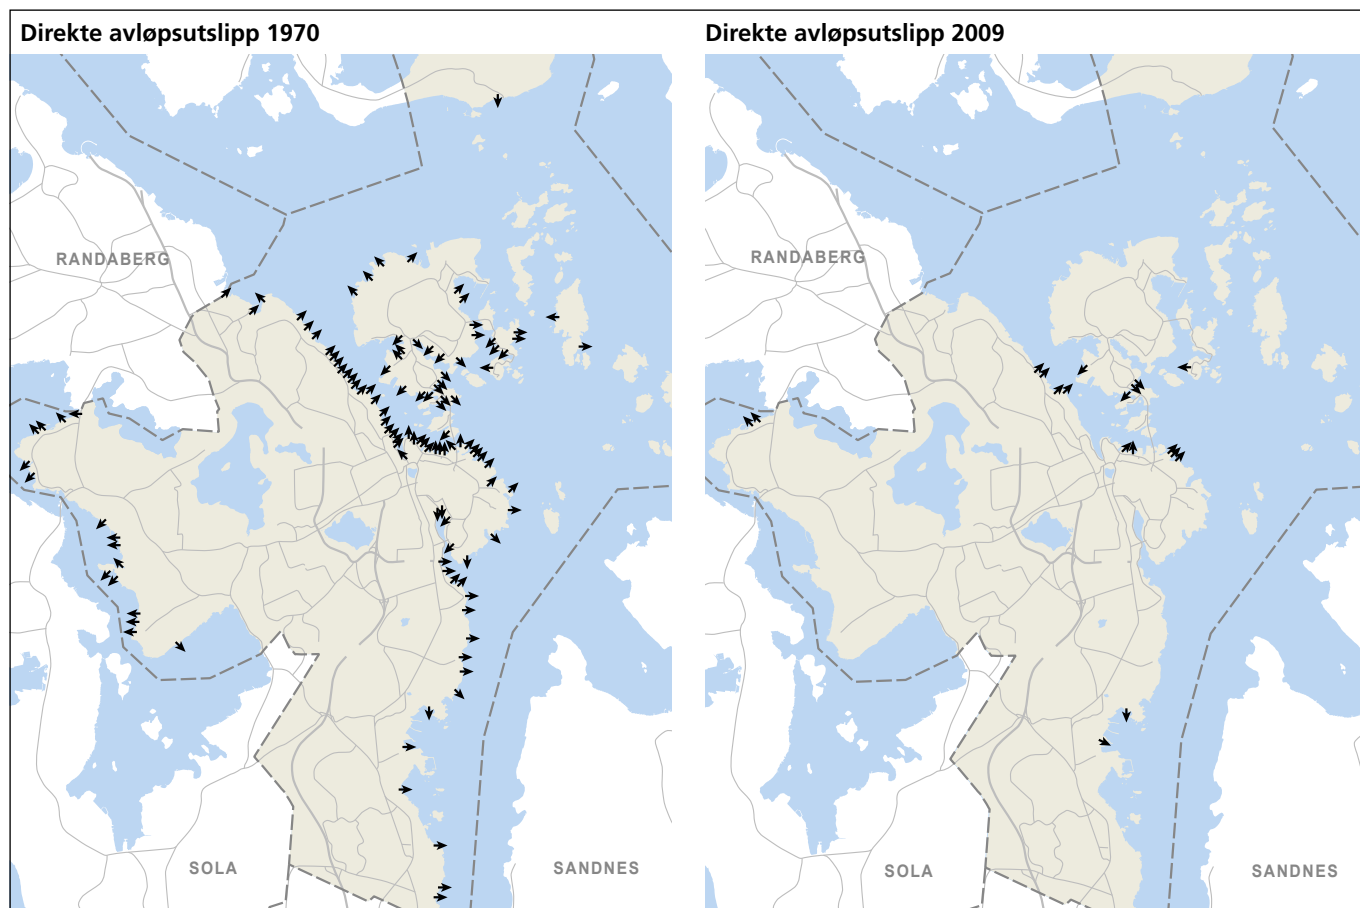 Direkte avløpsutslipp 1970
Direkte avløpsutslipp 2009
RANDABERG
RANDABERG
SOLA
SANDNES
SOLA
SANDNES